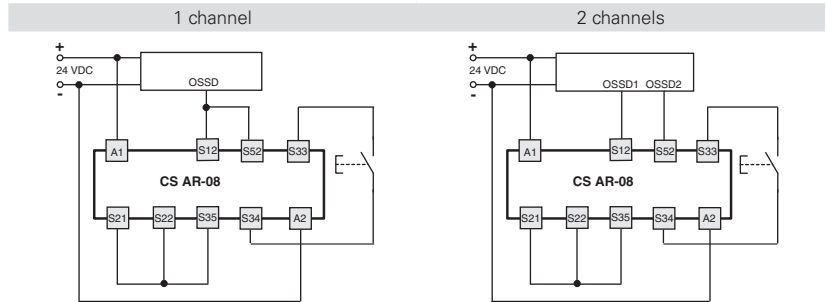 1 channel
2 channels
+
24 VDC
-
OSSD
A1 S12 S52 S33
CS AR-08
S21 S22 S35 S34 A2
+
24 VDC
-
OSSD1 OSSD2
A1 S12 S52 S33
CS AR-08
S21 S22 S35 S34 A2